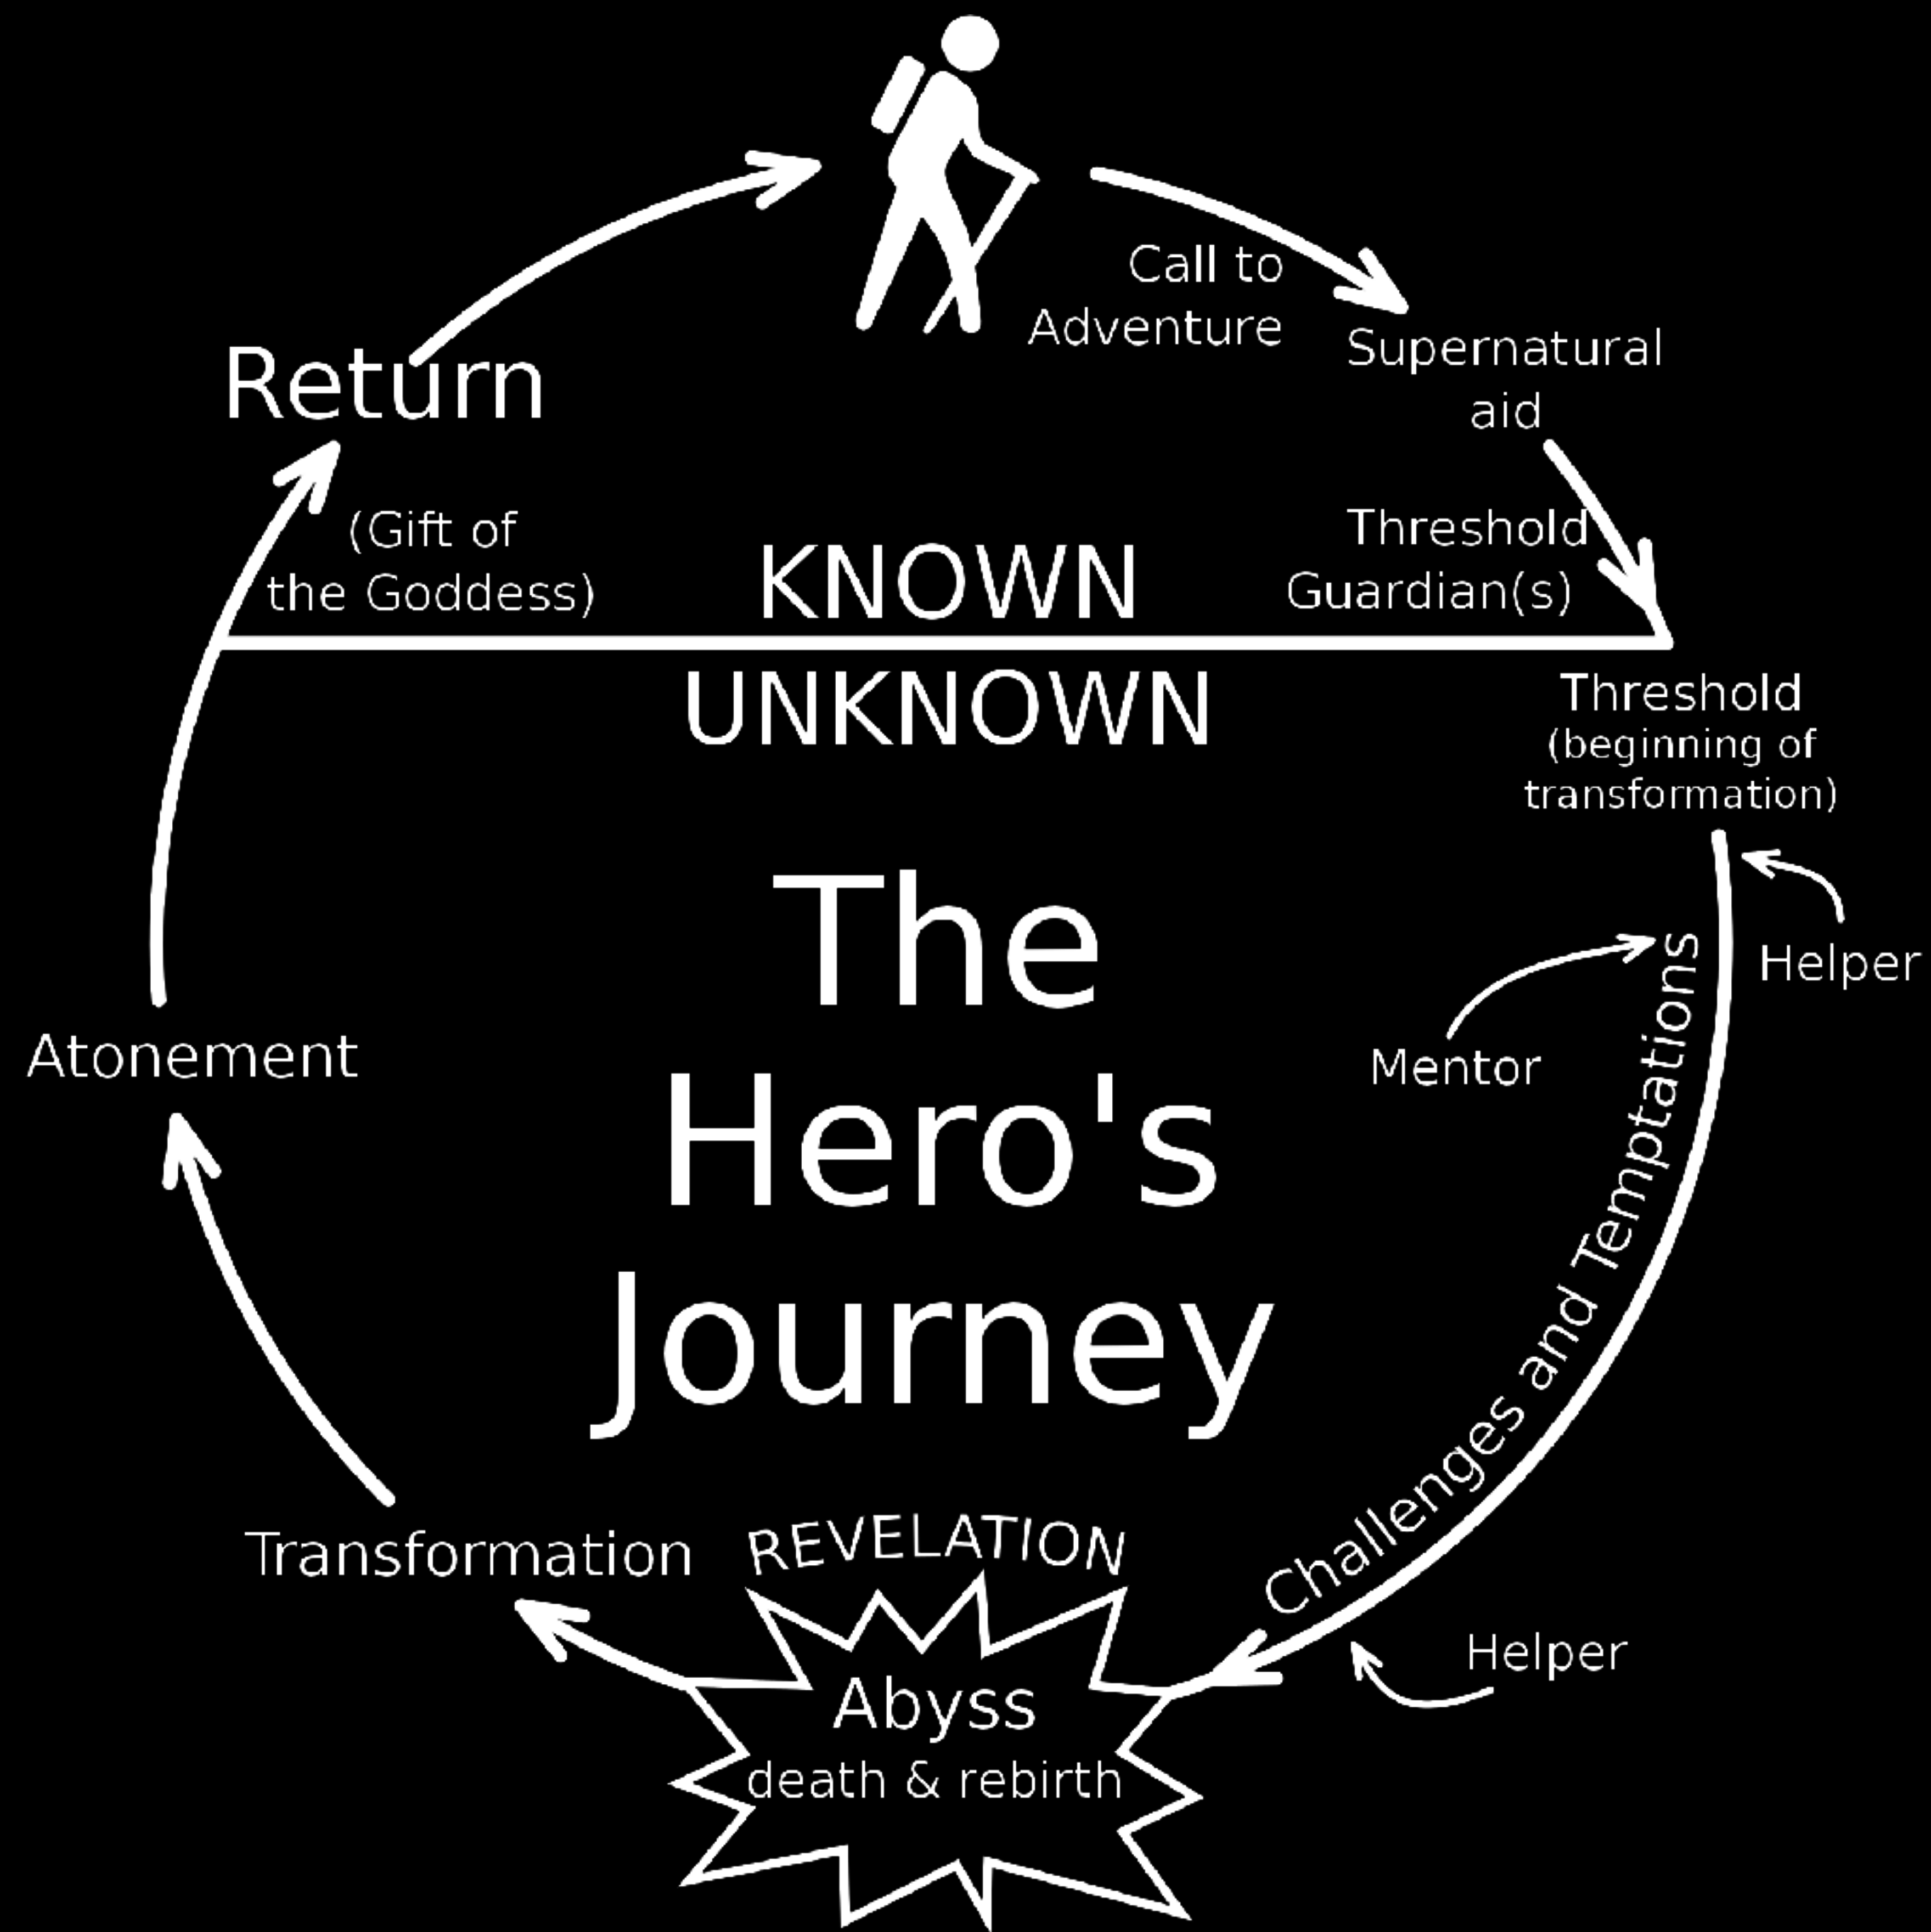 Call to
Adventure
Supernatural
aid
Return
(Gift of
the Goddess)
KNOWN
Threshold
Guardian(s)
UNKNOWN
Threshold
(beginning of
transformation)
The
Hero's
Journey
Helper
Mentor
Challenges and Temptations
Atonement
Transformation
REVELATION
Helper
Abyss
death & rebirth